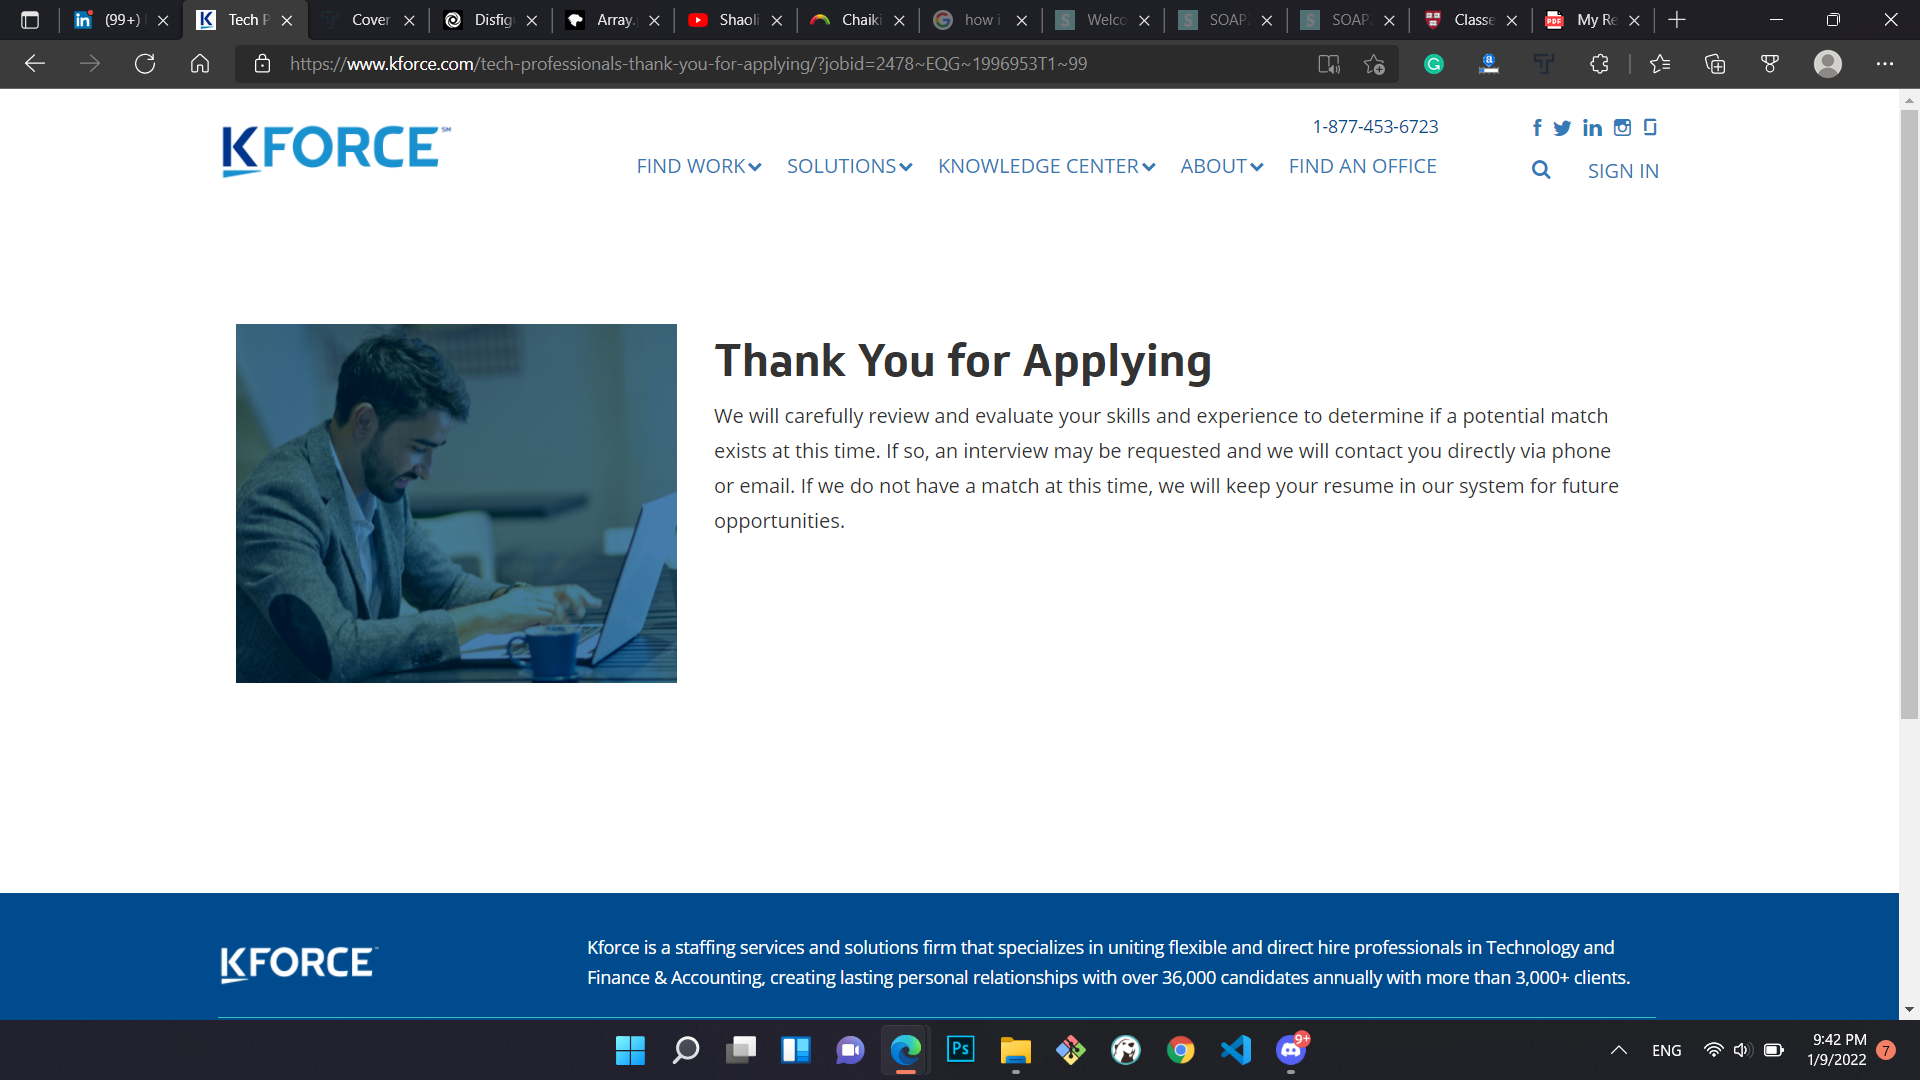 (99+)
Tech P
Cover
Disfig
Array.
Shaoli
Chaiki
how i
Welco
SOAP
SOAP
Classe
My Re
https://www.kforce.com/tech-professionals-thank-you-for-applying/?jobid=2478~EQG~1996953T1~99
KFORCE SM
1-877-453-6723
FIND WORK
SOLUTIONS
KNOWLEDGE CENTER
ABOUT
FIND AN OFFICE
SIGN IN
Thank You for Applying
We will carefully review and evaluate your skills and experience to determine if a potential match
exists at this time. If so, an interview may be requested and we will contact you directly via phone
or email. If we do not have a match at this time, we will keep your resume in our system for future
opportunities.
KFORCE
Kforce is a staffing services and solutions firm that specializes in uniting flexible and direct hire professionals in Technology and
Finance & Accounting, creating lasting personal relationships with over 36,000 candidates annually with more than 3,000+ clients.
Ps
9+
ENG
9:42 PM
1/9/2022
7